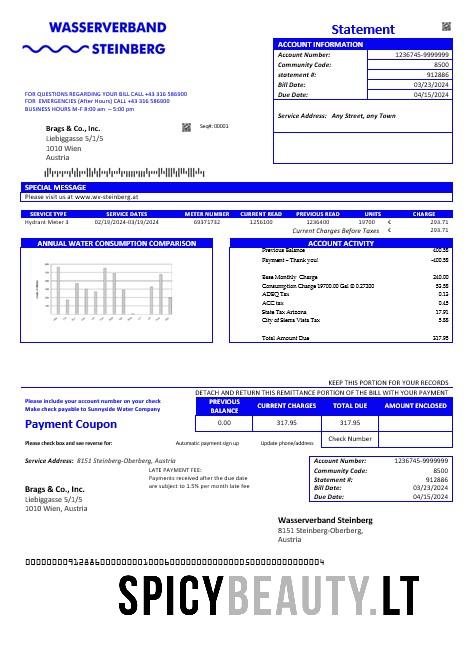 WASSERVERBAND
STEINBERG
Statement
ACCOUNT INFORMATION
Account Number: 1236745-9999999
Community Code: 8500
statement #: 912886
Bill Date: 03/23/2024
Due Date: 04/15/2024
Service Address: Any Street, any Town
FOR QUESTIONS REGARDING YOUR BILL CALL +43 316 586900
FOR EMERGENCIES (After Hours) CALL +43 316 586900
BUSINESS HOURS M-F 8:00 am – 5:00 pm
Brags & Co., Inc.
Liebiggasse 5/1/5
1010 Wien
Austria
Seq#: 00001
SPECIAL MESSAGE
Please visit us at www.wv-steinberg.at
SERVICE TYPE SERVICE DATES METER NUMBER CURRENT READ PREVIOUS READ UNITS CHARGE
Hydrant Meter 3 02/19/2024-03/19/2024 69371732 1256100 1236400 19700 € 293.71
Current Charges Before Taxes € 293.71
ANNUAL WATER CONSUMPTION COMPARISON
ACCOUNT ACTIVITY
Previous Balance 400.58
Payment – Thank you! -400.58
Base Monthly Charge 240.00
Consumption Charge 19700.00 Gal @ 0.27300 53.58
ADEQ Tax 0.13
ACC tax 0.45
State Tax Arizona 17.91
City of Sierra Vista Tax 5.88
Total Amount Due 317.95
KEEP THIS PORTION FOR YOUR RECORDS
DETACH AND RETURN THIS REMITTANCE PORTION OF THE BILL WITH YOUR PAYMENT
Please include your account number on your check
Make check payable to Sunnyside Water Company
Payment Coupon
PREVIOUS BALANCE CURRENT CHARGES TOTAL DUE AMOUNT ENCLOSED
0.00 317.95 317.95
Check Number
Please check box and see reverse for: Automatic payment sign up Update phone/address
Service Address: 8151 Steinberg-Oberberg, Austria
LATE PAYMENT FEE:
Payments received after the due date
are subject to 1.5% per month late fee
Brags & Co., Inc.
Liebiggasse 5/1/5
1010 Wien, Austria
Account Number: 1236745-9999999
Community Code: 8500
Statement #: 912886
Bill Date: 03/23/2024
Due Date: 04/15/2024
Wasserverband Steinberg
8151 Steinberg-Oberberg,
Austria
SPICYBEAUTY.LT